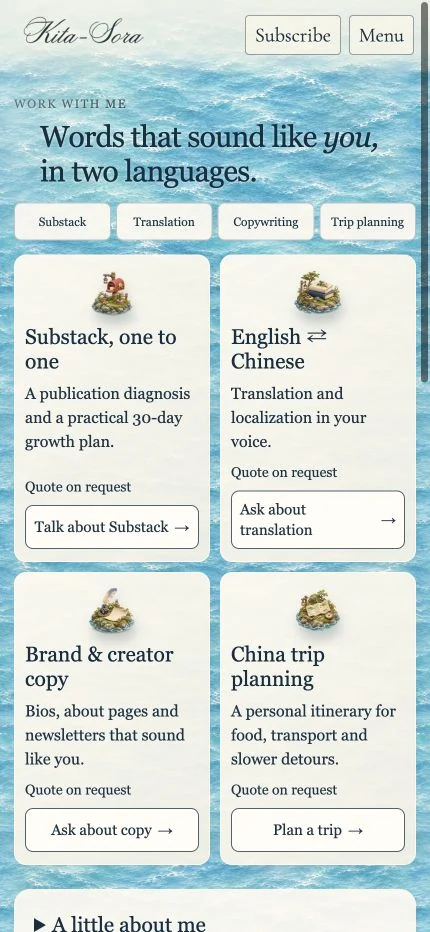 Kita-Sora
Subscribe
Menu
WORK WITH ME
Words that sound like you,
in two languages.
Substack
Translation
Copywriting
Trip planning
Substack, one to
one
A publication diagnosis
and a practical 30-day
growth plan.
Quote on request
Talk about Substack →
English ⇄
Chinese
Translation and
localization in your
voice.
Quote on request
Ask about
translation →
Brand & creator
copy
Bios, about pages and
newsletters that sound
like you.
Quote on request
Ask about copy →
China trip
planning
A personal itinerary for
food, transport and
slower detours.
Quote on request
Plan a trip →
▶ A little about me